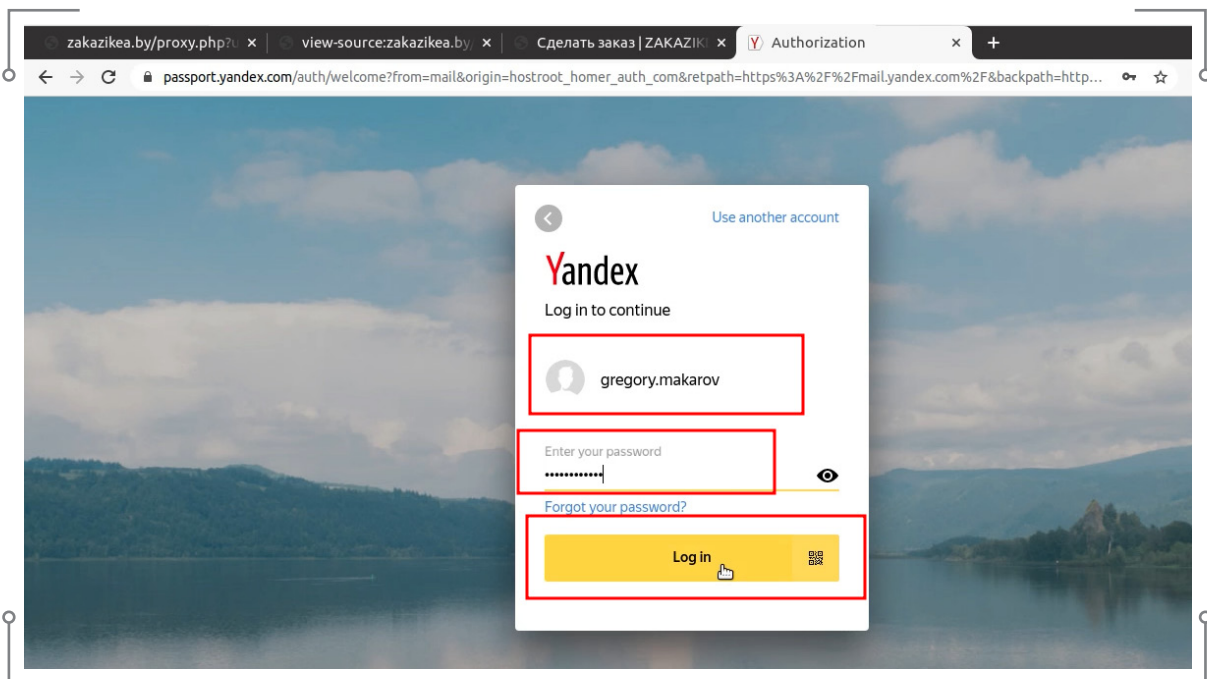 zakazikea.by/proxy.php?u
view-source:zakazikea.by/
Сделать заказ | ZAKAZIK
Authorization
passport.yandex.com/auth/welcome?from=mail&origin=hostroot_homer_auth_com&retpath=https%3A%2F%2Fmail.yandex.com%2F&backpath=http...
Use another account
Yandex
Log in to continue
gregory.makarov
Enter your password
••••••••••••
Forgot your password?
Log in